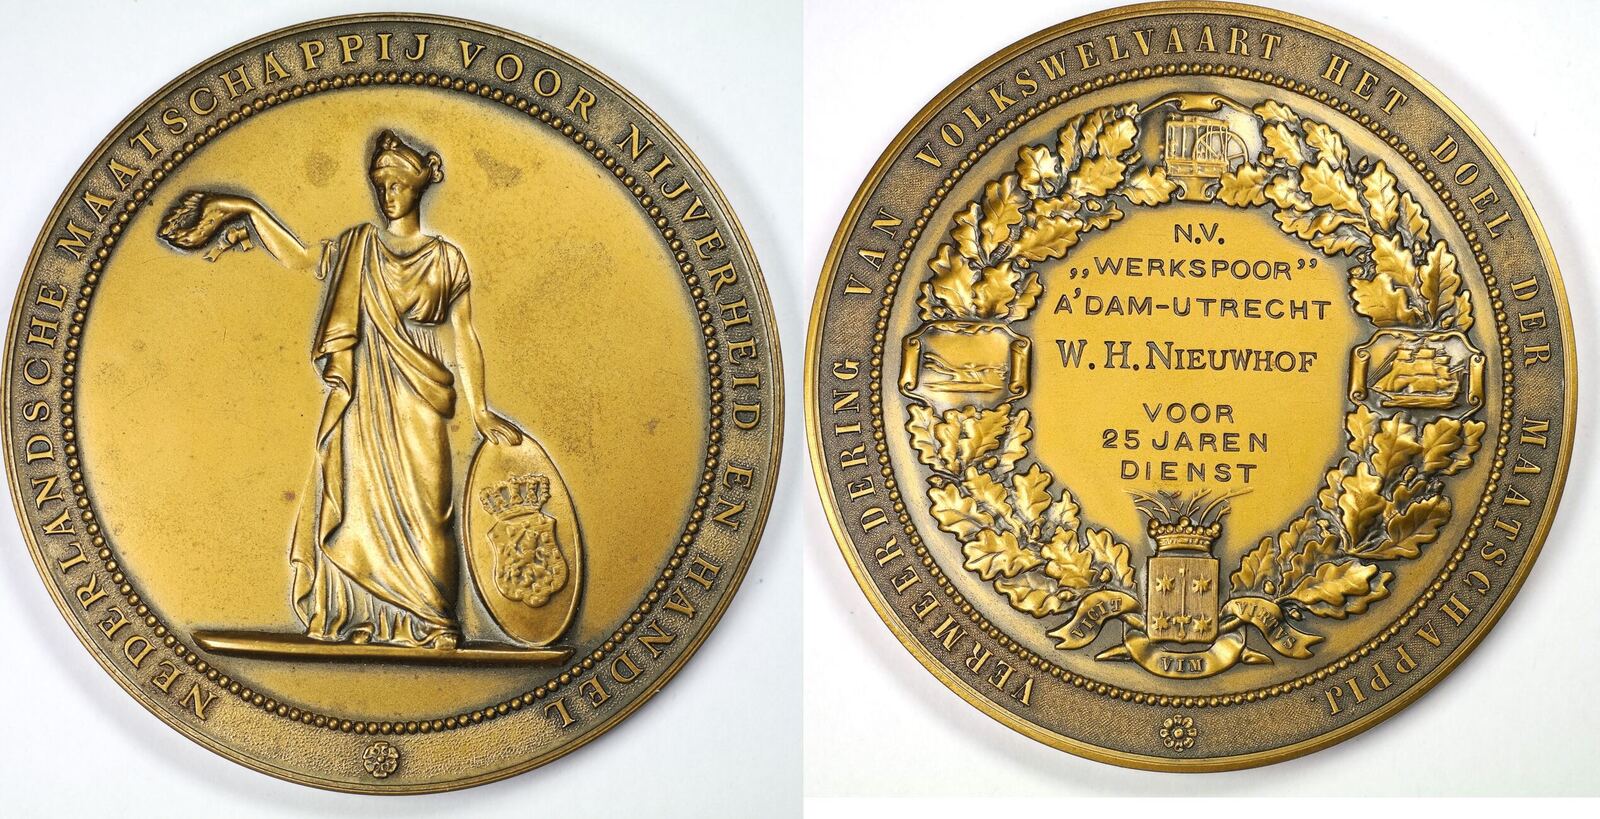 NEDERLANDSCHE MAATSCHAPPIJ VOOR NIJVERHEID EN HANDEL
VERMEERDERING VAN VOLKSWELVAART HET DOEL DER MAATSCHAPPIJ.
N.V.
„WERKSPOOR”
A'DAM-UTRECHT
W. H. NIEUWHOF
VOOR
25 JAREN
DIENST
VICIT VIM VIRTVS